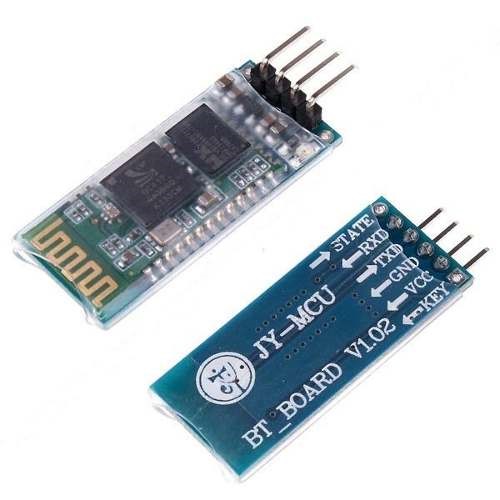 STATE
RXD
TXD
GND
VCC
KEY
JY-MCU
BT_BOARD V1.02